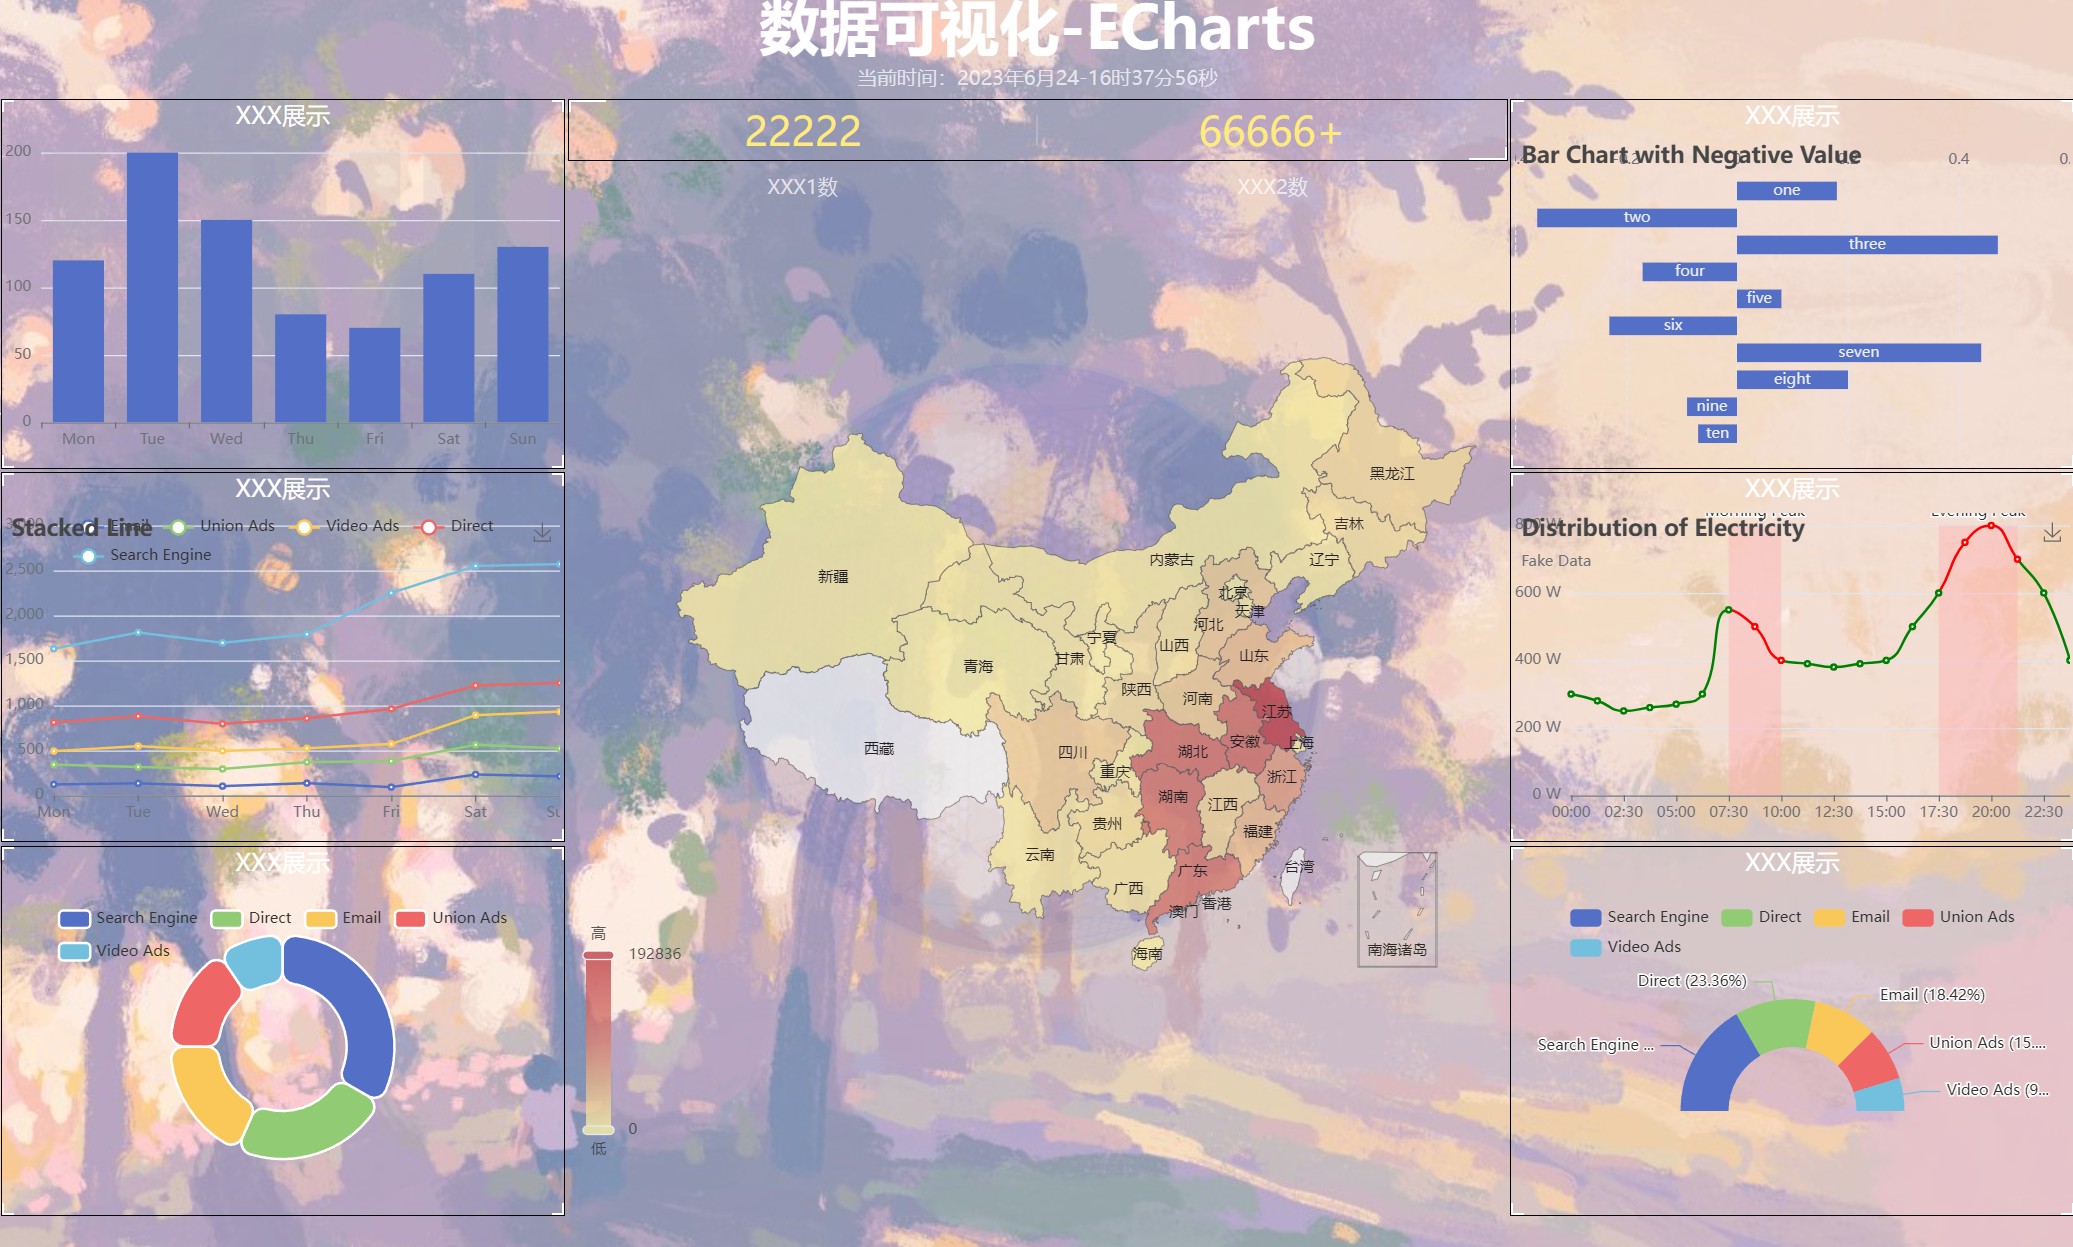 数据可视化-ECharts
当前时间：2023年6月24-16时37分56秒
XXX展示
200
150
100
50
0
Mon Tue Wed Thu Fri Sat Sun
XXX展示
Stacked Line
Email Union Ads Video Ads Direct
Search Engine
3,000
2,500
2,000
1,500
1,000
500
0
Mon Tue Wed Thu Fri Sat
XXX展示
Search Engine Direct Email Union Ads
Video Ads
22222 66666+
XXX1数 XXX2数
黑龙江
吉林
内蒙古 辽宁
新疆
北京
天津
河北
宁夏
山西
甘肃 山东
青海
陕西
河南
江苏
安徽 上海
西藏 四川 湖北
重庆 浙江
湖南 江西
贵州 福建
云南
台湾
广东
广西
香港
澳门
海南 南海诸岛
高
192836
0
低
XXX展示
Bar Chart with Negative Value
-0.2 0.2 0.4
one
two
three
four
five
six
seven
eight
nine
ten
XXX展示
Morning Peak Evening Peak
Distribution of Electricity
Fake Data
800 W
600 W
400 W
200 W
0 W
00:00 02:30 05:00 07:30 10:00 12:30 15:00 17:30 20:00 22:30
XXX展示
Search Engine Direct Email Union Ads
Video Ads
Direct (23.36%)
Email (18.42%)
Search Engine ...
Union Ads (15....
Video Ads (9...